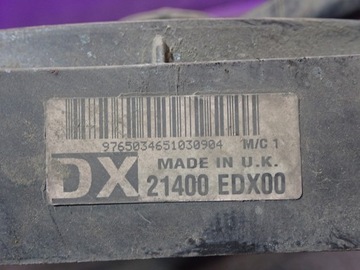 9765034651030904 M/C 1
DX MADE IN U.K.
21400 EDX00